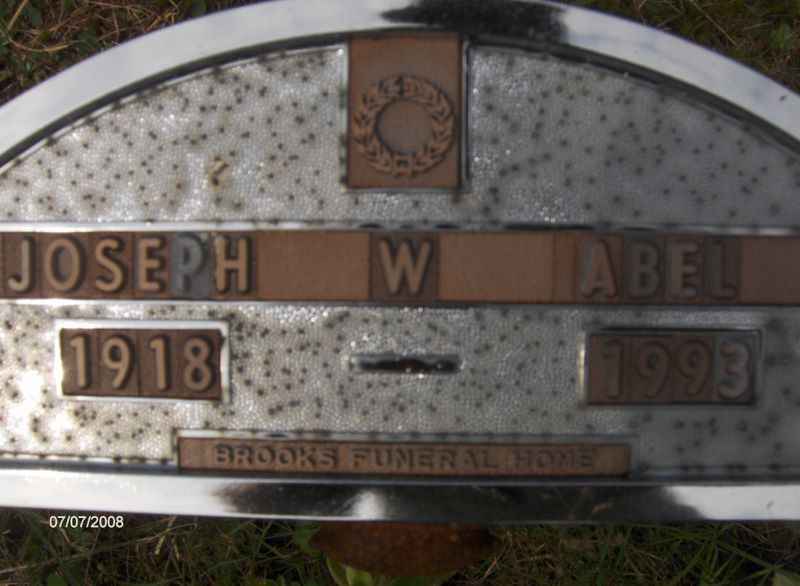 JOSEPH W ABEL
1918 - 1993
BROOKS FUNERAL HOME
07/07/2008